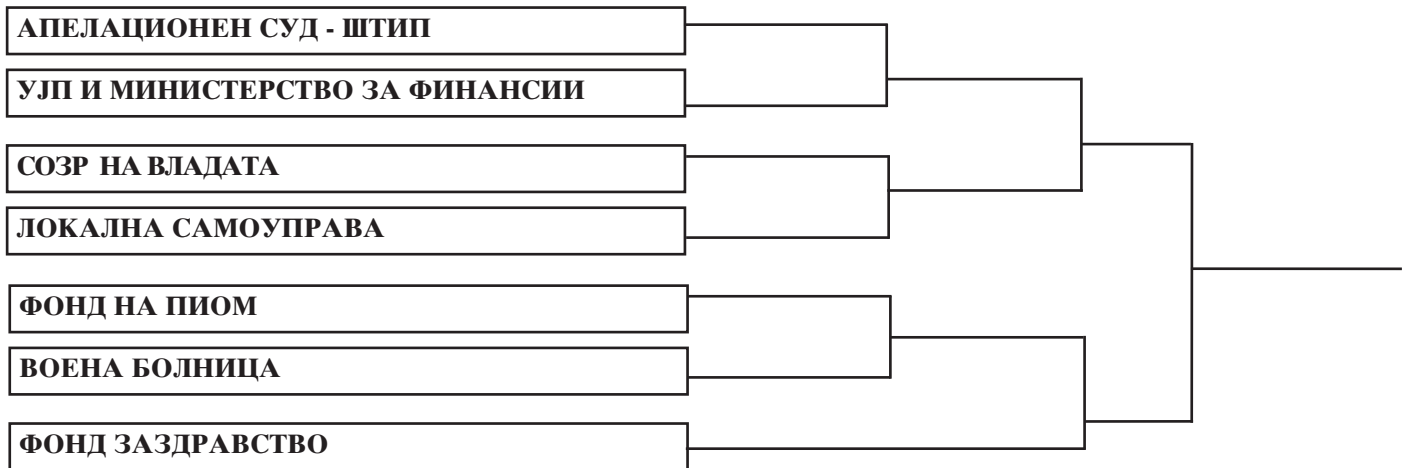 АПЕЛАЦИОНЕН СУД - ШТИП
УЈП И МИНИСТЕРСТВО ЗА ФИНАНСИИ
СОЗР НА ВЛАДАТА
ЛОКАЛНА САМОУПРАВА
ФОНД НА ПИОМ
ВОЕНА БОЛНИЦА
ФОНД ЗАЗДРАВСТВО